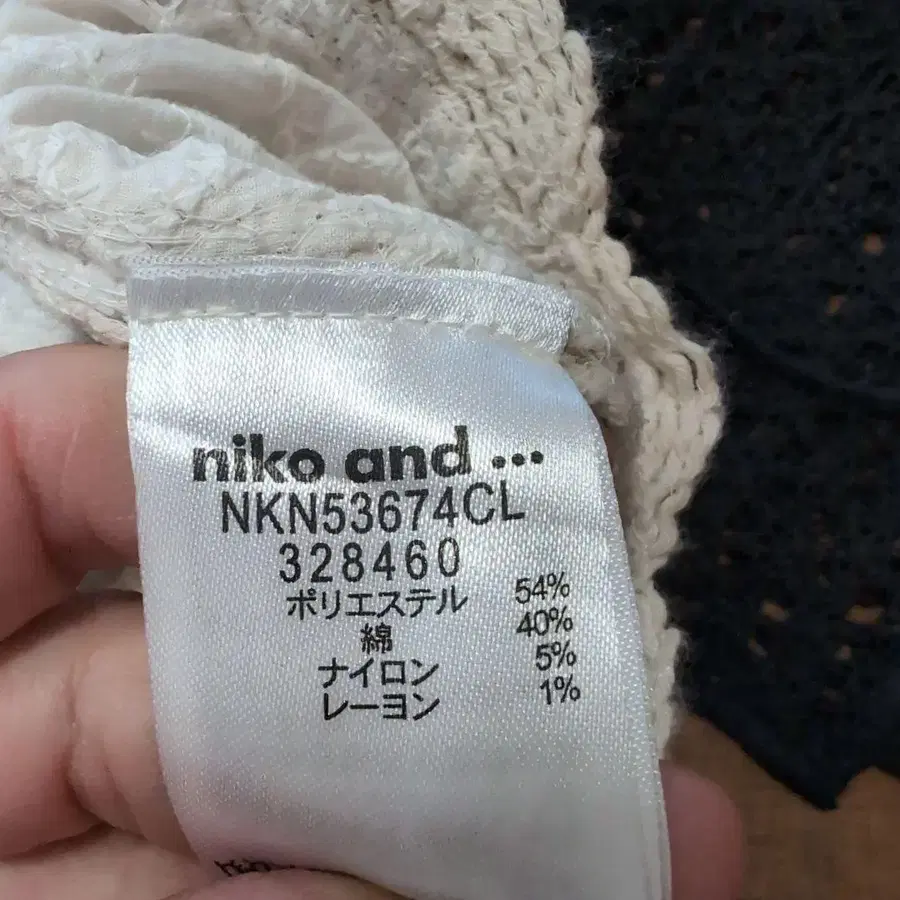 niko and ...
NKN53674CL
328460
ポリエステル 54%
綿 40%
ナイロン 5%
レーヨン 1%